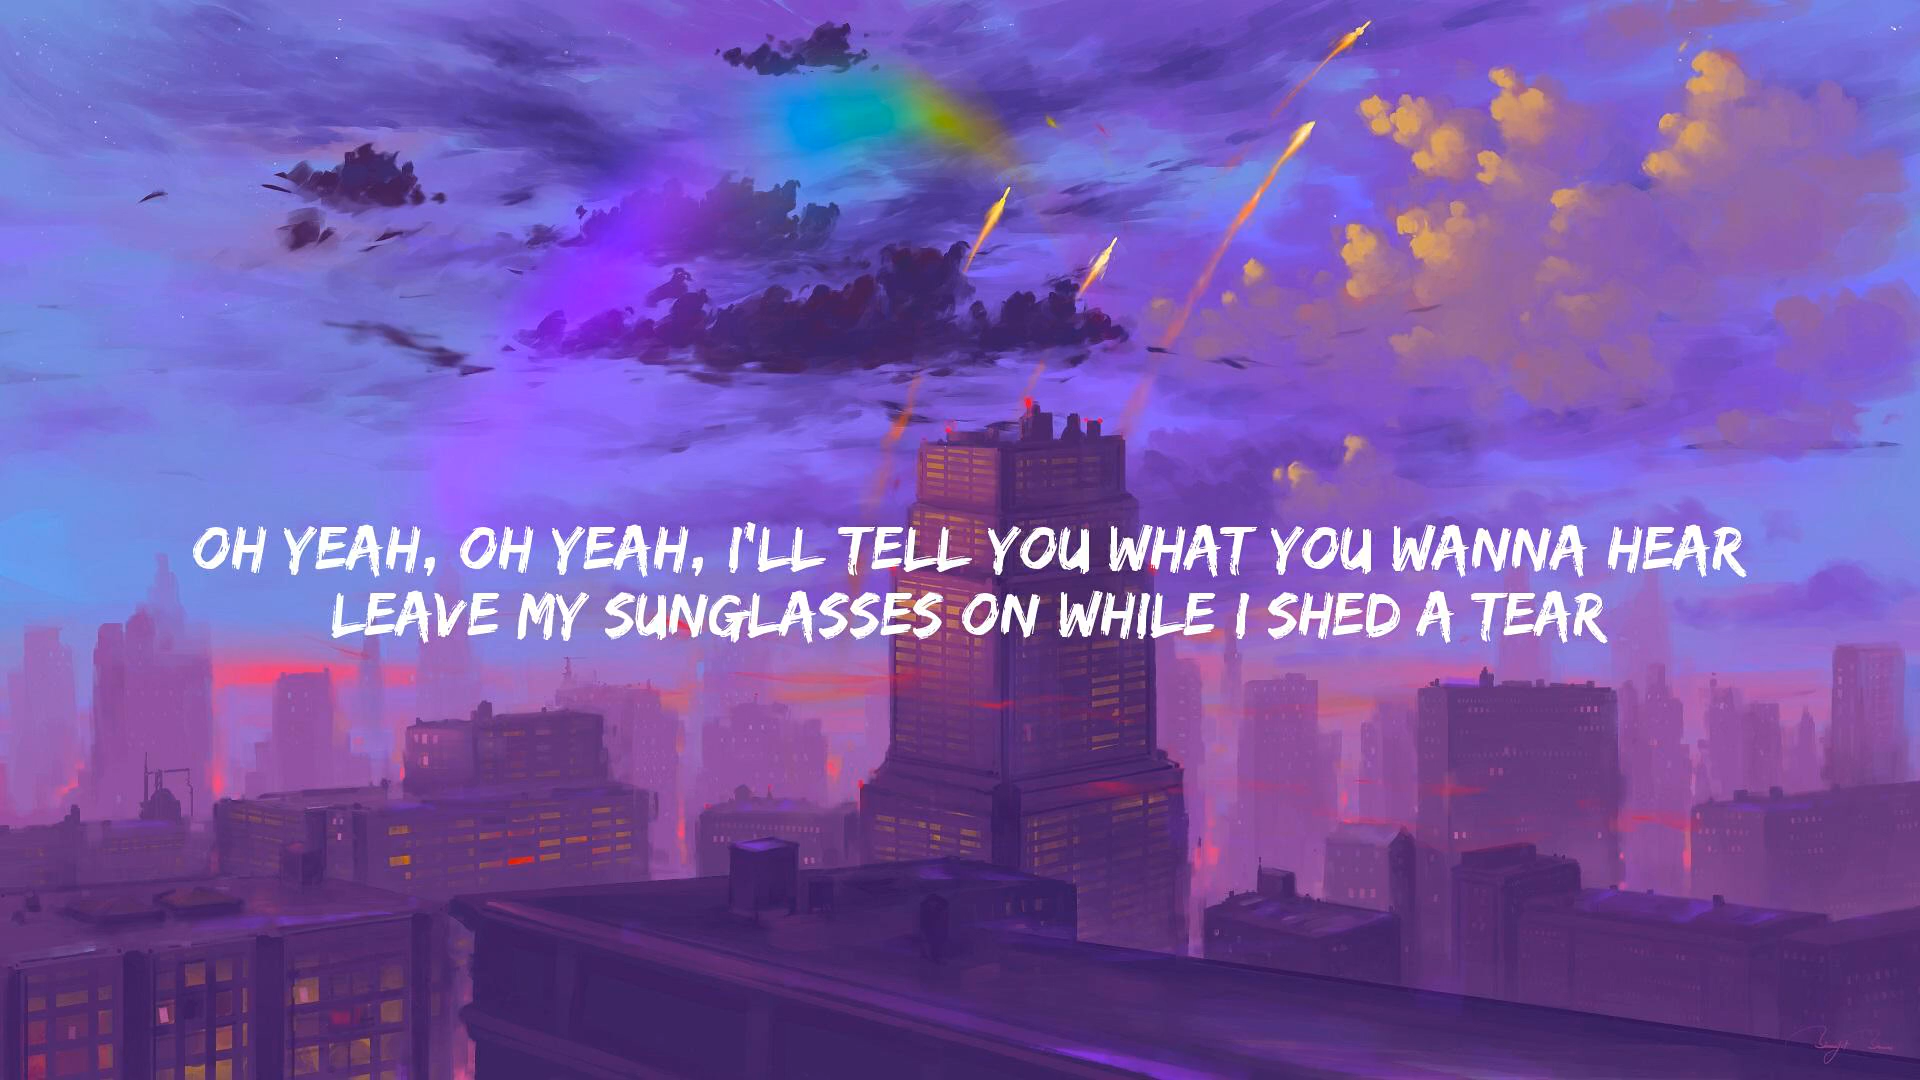 OH YEAH, OH YEAH, I'LL TELL YOU WHAT YOU WANNA HEAR
LEAVE MY SUNGLASSES ON WHILE I SHED A TEAR